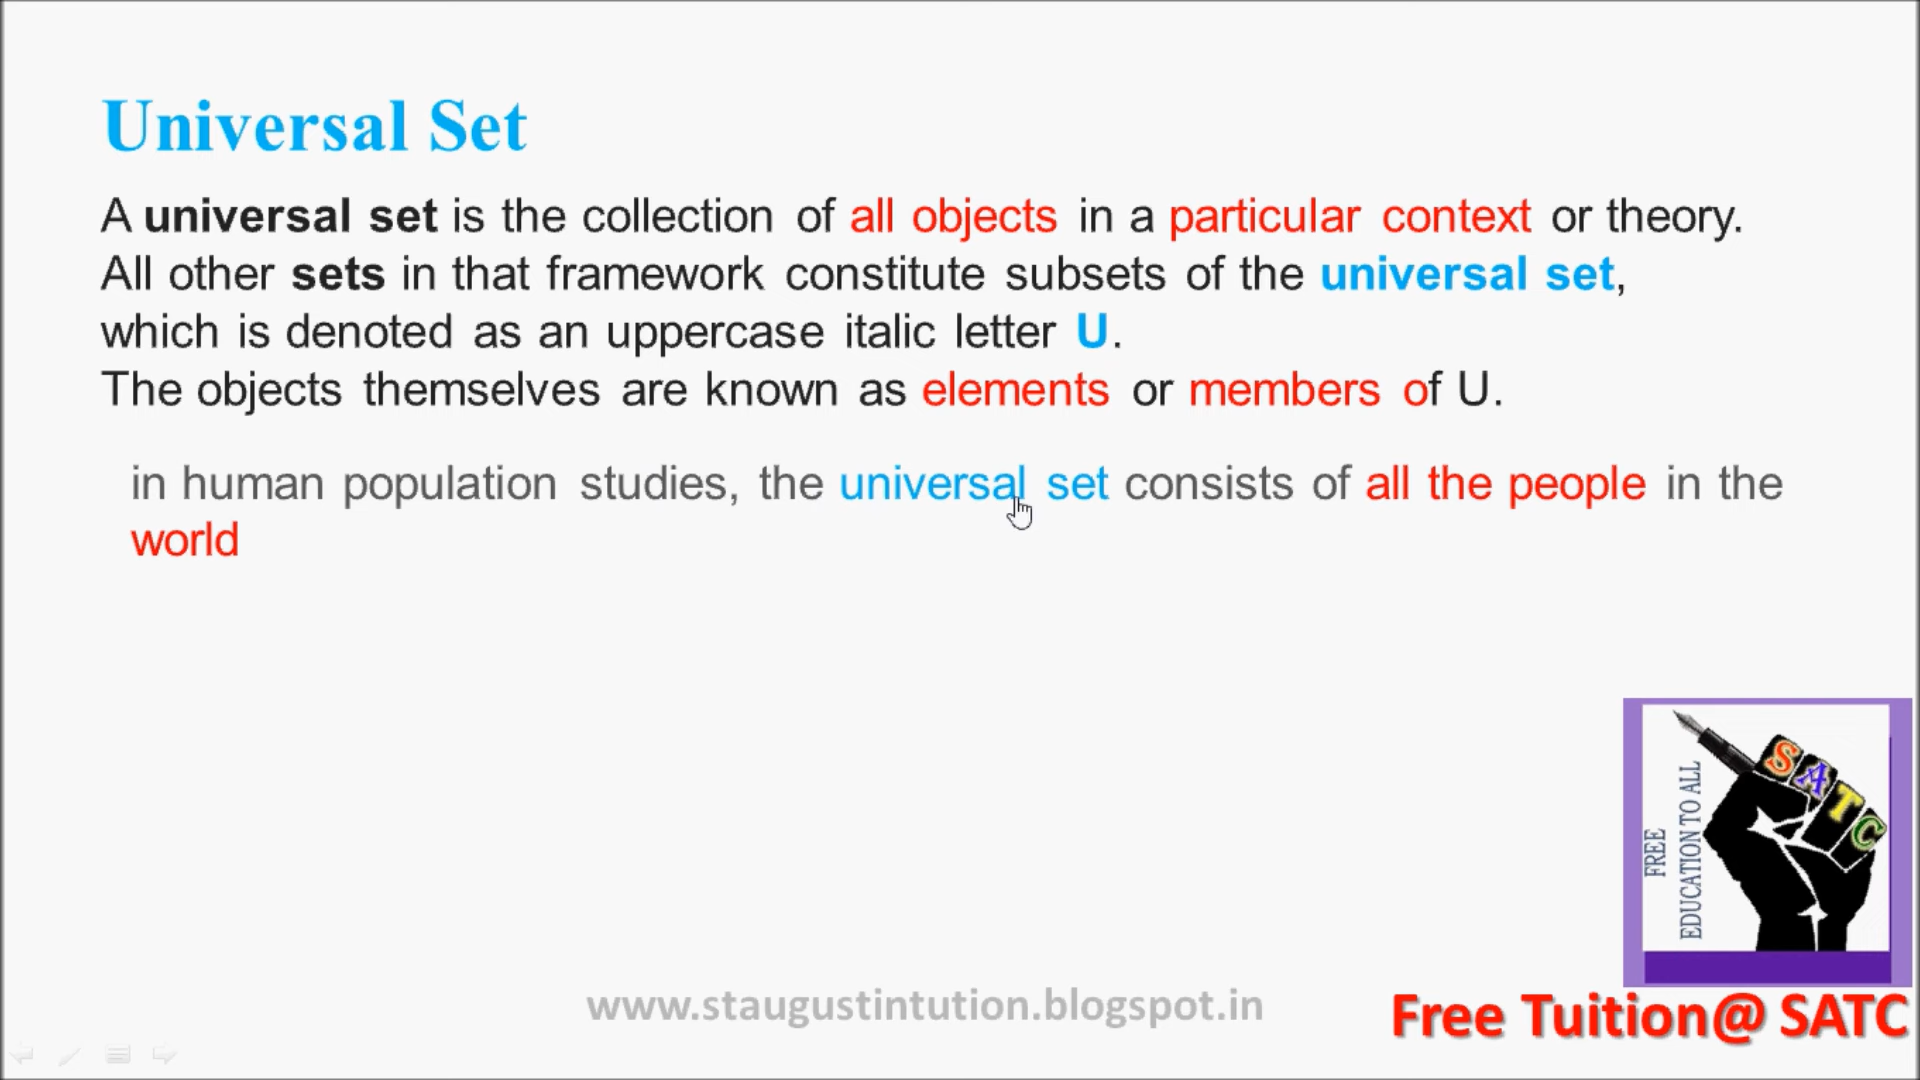 Universal Set
A universal set is the collection of all objects in a particular context or theory.
All other sets in that framework constitute subsets of the universal set,
which is denoted as an uppercase italic letter U.
The objects themselves are known as elements or members of U.
in human population studies, the universal set consists of all the people in the
world
SATC
FREE
EDUCATION TO ALL
www.staugustintution.blogspot.in
Free Tuition@ SATC